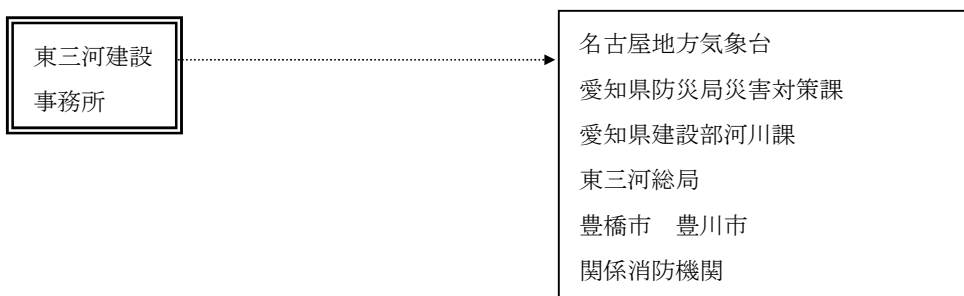 東三河建設
事務所
名古屋地方気象台
愛知県防災局災害対策課
愛知県建設部河川課
東三河総局
豊橋市　豊川市
関係消防機関